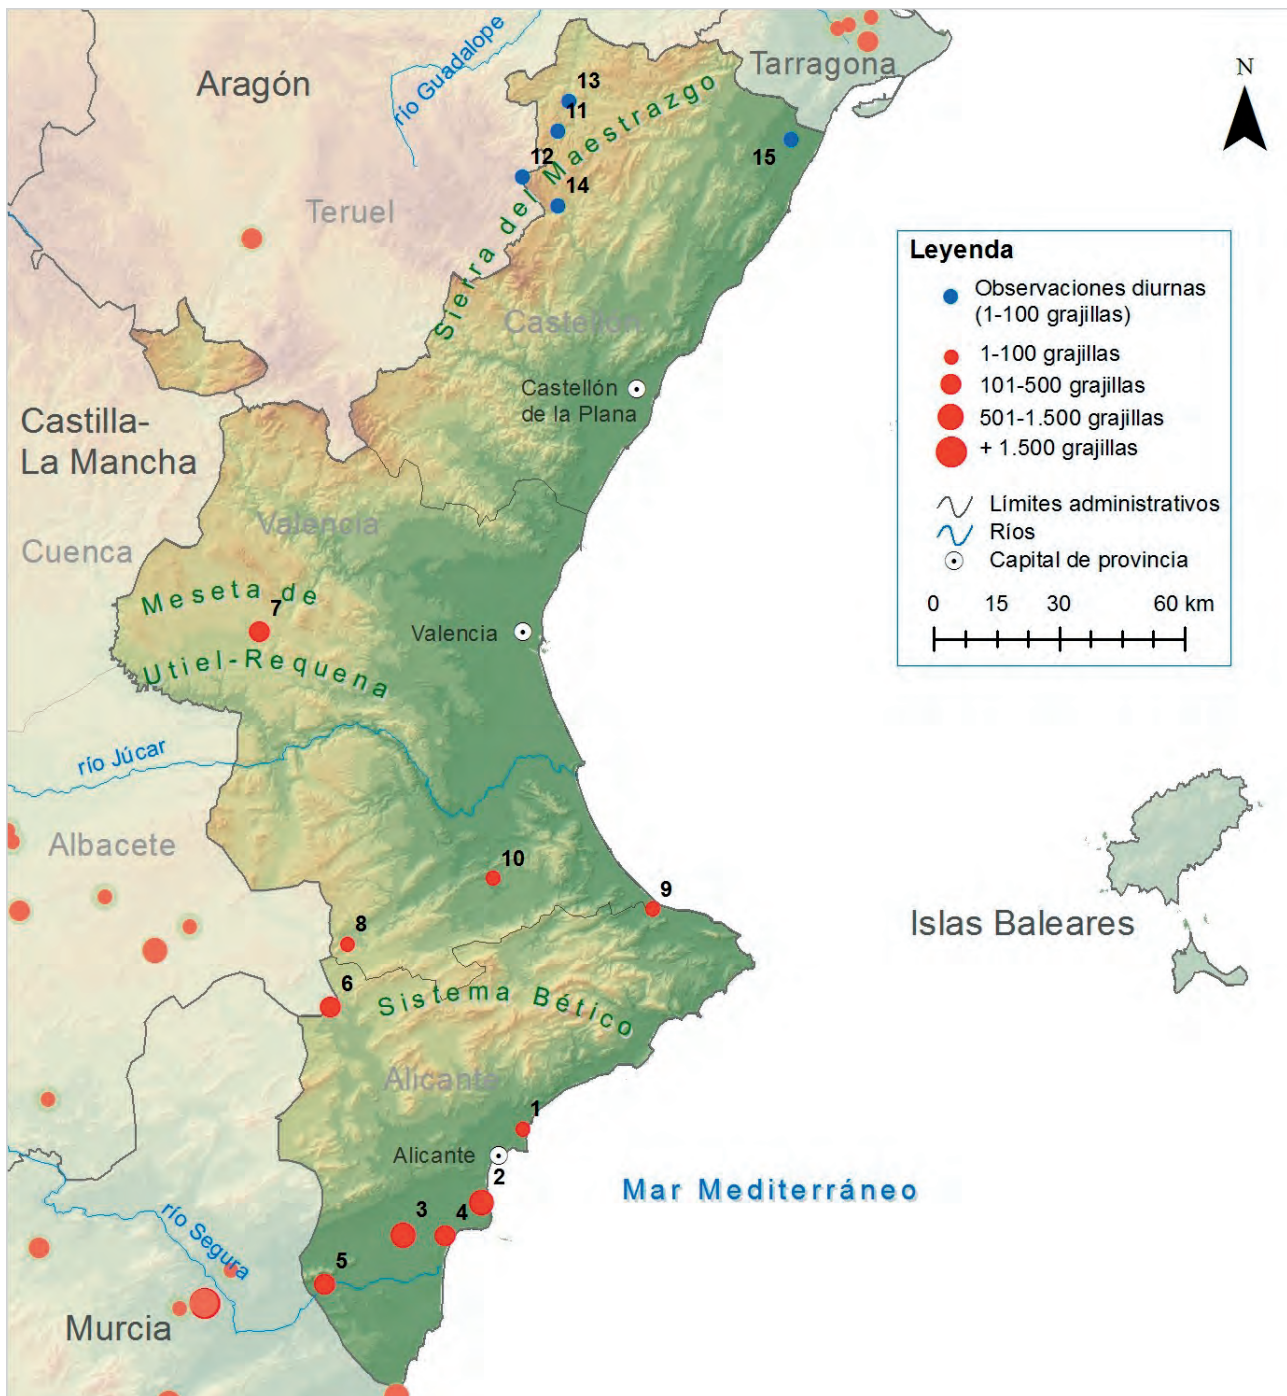 Aragón
río Guadalope
Tarragona
N
13
11
12
14
15
Sierra del Maestrazgo
Teruel
Castellón
Castellón
de la Plana
Castilla-
La Mancha
Valencia
Cuenca
Meseta de
7
Utiel-Requena
Valencia
río Júcar
Albacete
10
9
8
6
Sistema Bético
Alicante
1
Alicante
2
3
4
5
río Segura
Murcia
Mar Mediterráneo
Islas Baleares
Leyenda
Observaciones diurnas
(1-100 grajillas)
1-100 grajillas
101-500 grajillas
501-1.500 grajillas
+ 1.500 grajillas
Límites administrativos
Ríos
Capital de provincia
0 15 30 60 km